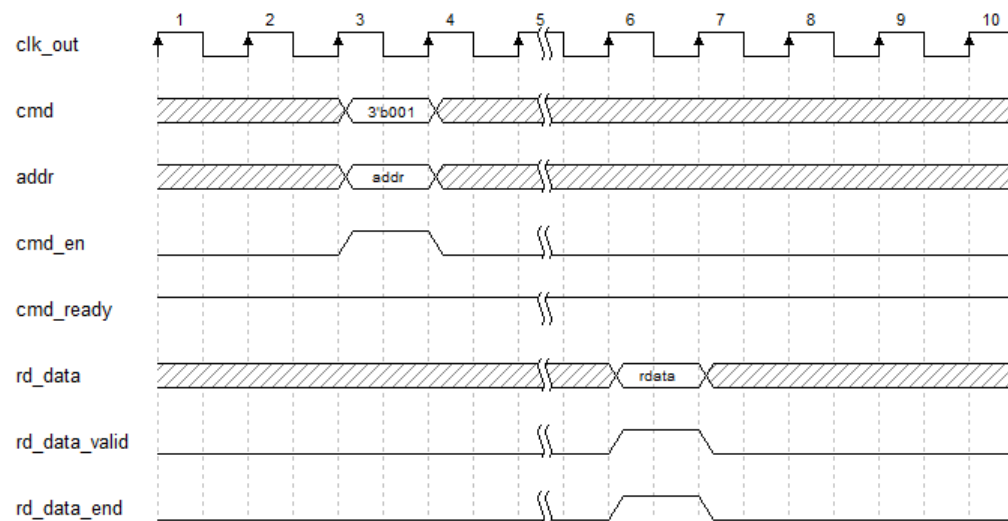 1 2 3 4 5 6 7 8 9 10
clk_out
cmd 3'b001
addr addr
cmd_en
cmd_ready
rd_data rdata
rd_data_valid
rd_data_end